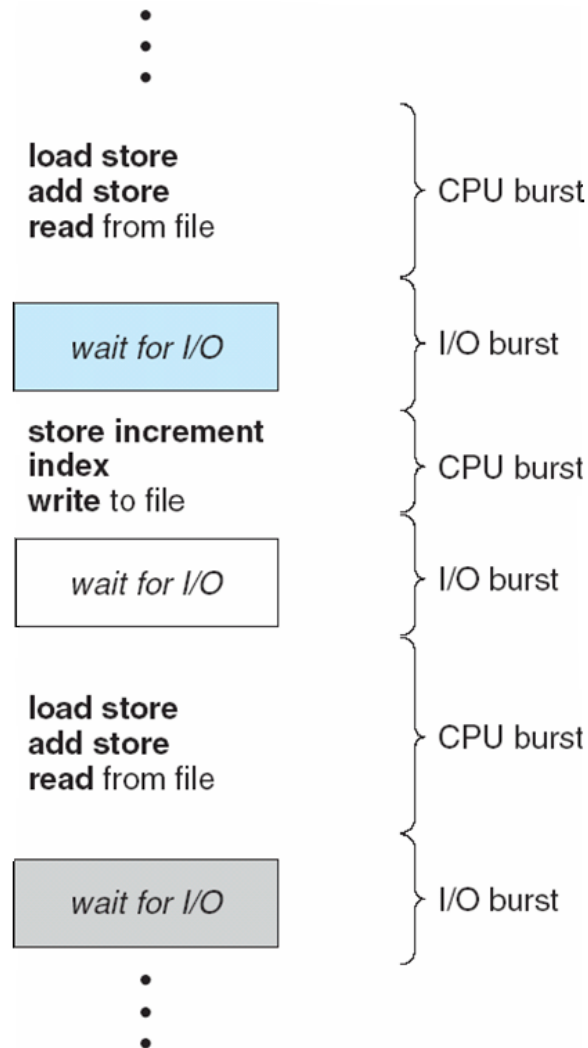 load store
add store
read from file
CPU burst
wait for I/O
I/O burst
store increment
index
write to file
CPU burst
wait for I/O
I/O burst
load store
add store
read from file
CPU burst
wait for I/O
I/O burst